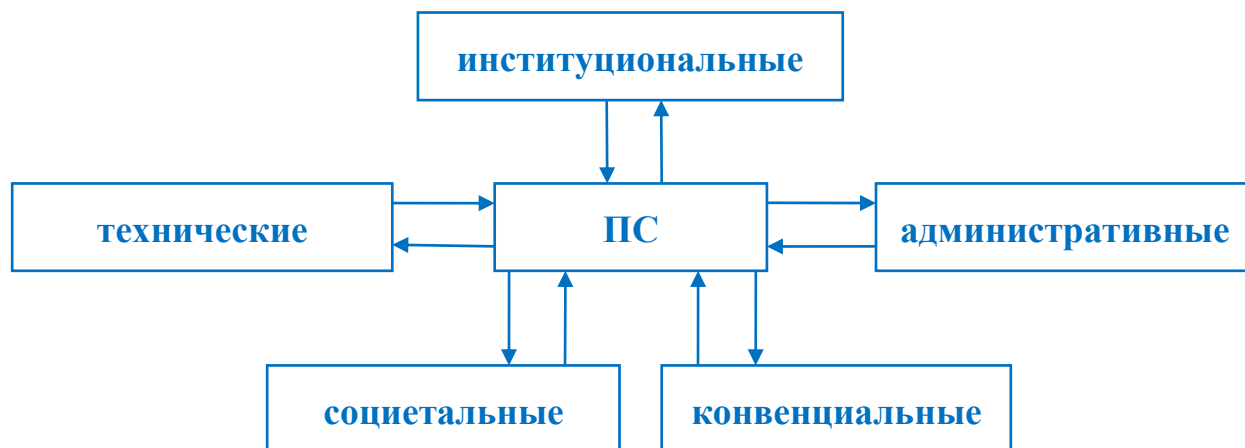 институциональные
технические
ПС
административные
социетальные
конвенциальные